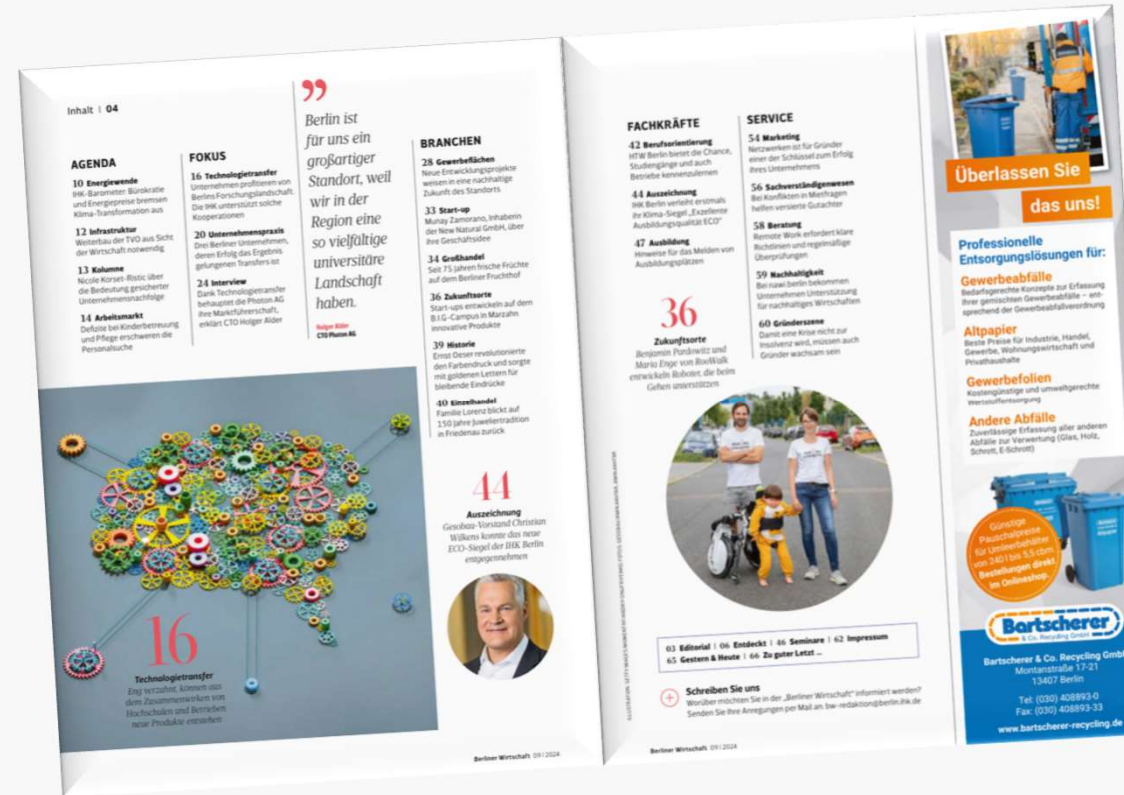 Inhalt | 04
AGENDA
10 Energiewende
IHK-Barometer: Bürokratie
und Energiepreise bremsen
Klima-Transformation aus
12 Infrastruktur
Weiterbau der TVO aus Sicht
der Wirtschaft notwendig
13 Kolumne
Nicole Korset-Ristic über
die Bedeutung gesicherter
Unternehmensnachfolge
14 Arbeitsmarkt
Defizite bei Kinderbetreuung
und Pflege erschweren die
Personalsuche
FOKUS
16 Technologietransfer
Unternehmen profitieren von
Berlins Forschungslandschaft.
Die IHK unterstützt solche
Kooperationen
20 Unternehmenspraxis
Drei Berliner Unternehmen,
deren Erfolg das Ergebnis
gelungenen Transfers ist
24 Interview
Dank Technologietransfer
behauptet die Photon AG
ihre Marktführerschaft,
erklärt CTO Holger Alder
”
Berlin ist
für uns ein
großartiger
Standort, weil
wir in der
Region eine
so vielfältige
universitäre
Landschaft
haben.
Holger Alder
CTO Photon AG
BRANCHEN
28 Gewerbeflächen
Neue Entwicklungsprojekte
weisen in eine nachhaltige
Zukunft des Standorts
33 Start-up
Munay Zamorano, Inhaberin
der New Natural GmbH, über
ihre Geschäftsidee
34 Großhandel
Seit 75 Jahren frische Früchte
auf dem Berliner Fruchthof
36 Zukunftsorte
Start-ups entwickeln auf dem
B.I.G-Campus in Marzahn
innovative Produkte
39 Historie
Ernst Oeser revolutionierte
den Farbendruck und sorgte
mit goldenen Lettern für
bleibende Eindrücke
40 Einzelhandel
Familie Lorenz blickt auf
150 Jahre Juweliertradition
in Friedenau zurück
16
Technologietransfer
Eng verzahnt, können aus
dem Zusammenwirken von
Hochschulen und Betrieben
neue Produkte entstehen
44
Auszeichnung
Gesobau-Vorstand Christian
Wilkens konnte das neue
ECO-Siegel der IHK Berlin
entgegennehmen
Berliner Wirtschaft 09 | 2024
FACHKRÄFTE
42 Berufsorientierung
HTW Berlin bietet die Chance,
Studiengänge und auch
Betriebe kennenzulernen
44 Auszeichnung
IHK Berlin verleiht erstmals
ihr Klima-Siegel „Exzellente
Ausbildungsqualität ECO“
47 Ausbildung
Hinweise für das Melden von
Ausbildungsplätzen
SERVICE
54 Marketing
Netzwerken ist für Gründer
einer der Schlüssel zum Erfolg
ihres Unternehmens
56 Sachverständigenwesen
Bei Konflikten in Mietfragen
helfen versierte Gutachter
58 Beratung
Remote Work erfordert klare
Richtlinien und regelmäßige
Überprüfungen
59 Nachhaltigkeit
Bei nawi.berlin bekommen
Unternehmen Unterstützung
für nachhaltiges Wirtschaften
60 Gründerszene
Damit eine Krise nicht zur
Insolvenz wird, müssen auch
Gründer wachsam sein
36
Zukunftsorte
Benjamin Pardowitz und
Mario Enge von RooWalk
entwickeln Roboter, die beim
Gehen unterstützen
03 Editorial | 06 Entdeckt | 46 Seminare | 62 Impressum
65 Gestern & Heute | 66 Zu guter Letzt ...
Schreiben Sie uns
Worüber möchten Sie in der „Berliner Wirtschaft“ informiert werden?
Senden Sie Ihre Anregungen per Mail an: bw-redaktion@berlin.ihk.de
Berliner Wirtschaft 09 | 2024
Überlassen Sie
das uns!
Professionelle
Entsorgungslösungen für:
Gewerbeabfälle
Bedarfsgerechte Konzepte zur Erfassung
Ihrer gemischten Gewerbeabfälle – ent-
sprechend der Gewerbeabfallverordnung
Altpapier
Beste Preise für Industrie, Handel,
Gewerbe, Wohnungswirtschaft und
Privathaushalte
Gewerbefolien
Kostengünstige und umweltgerechte
Wertstoffentsorgung
Andere Abfälle
Zuverlässige Erfassung aller anderen
Abfälle zur Verwertung (Glas, Holz,
Schrott, E-Schrott)
Günstige
Pauschalpreise
für Umleerbehälter
von 240 l bis 5,5 cbm.
Bestellungen direkt
im Onlineshop.
Bartscherer
& Co. Recycling GmbH
Bartscherer & Co. Recycling GmbH
Montanstraße 17-21
13407 Berlin
Tel: (030) 408893-0
Fax: (030) 408893-33
www.bartscherer-recycling.de